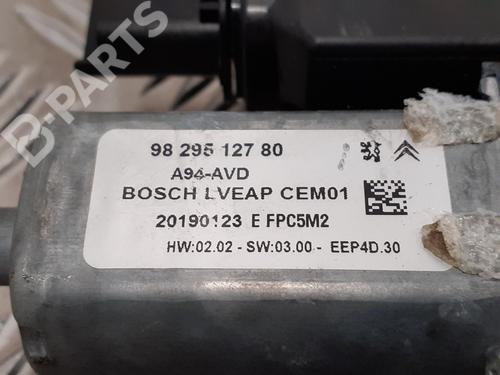 B-PARTS
98 295 127 80
A94-AVD
BOSCH LVEAP CEM01
20190123 E FPC5M2
HW:02.02 - SW:03.00 - EEP4D.30